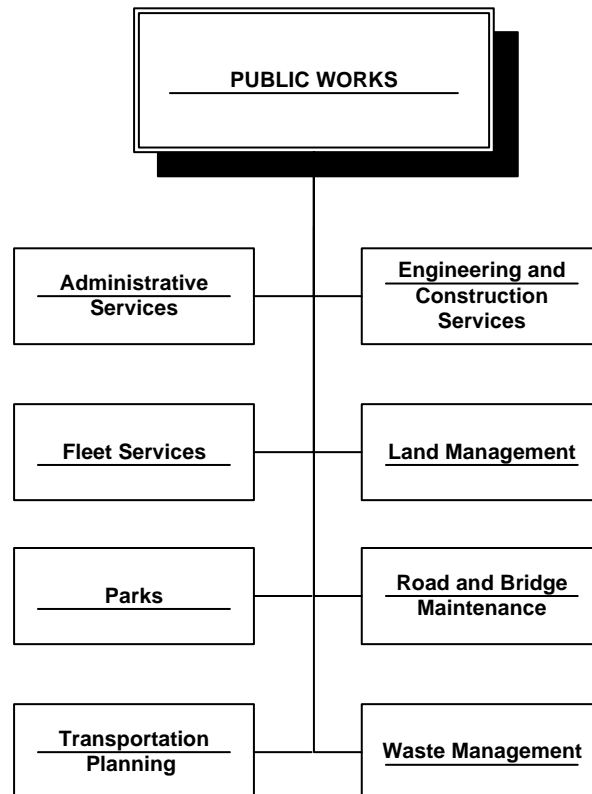 PUBLIC WORKS
Administrative
Services
Engineering and
Construction
Services
Fleet Services
Land Management
Parks
Road and Bridge
Maintenance
Transportation
Planning
Waste Management